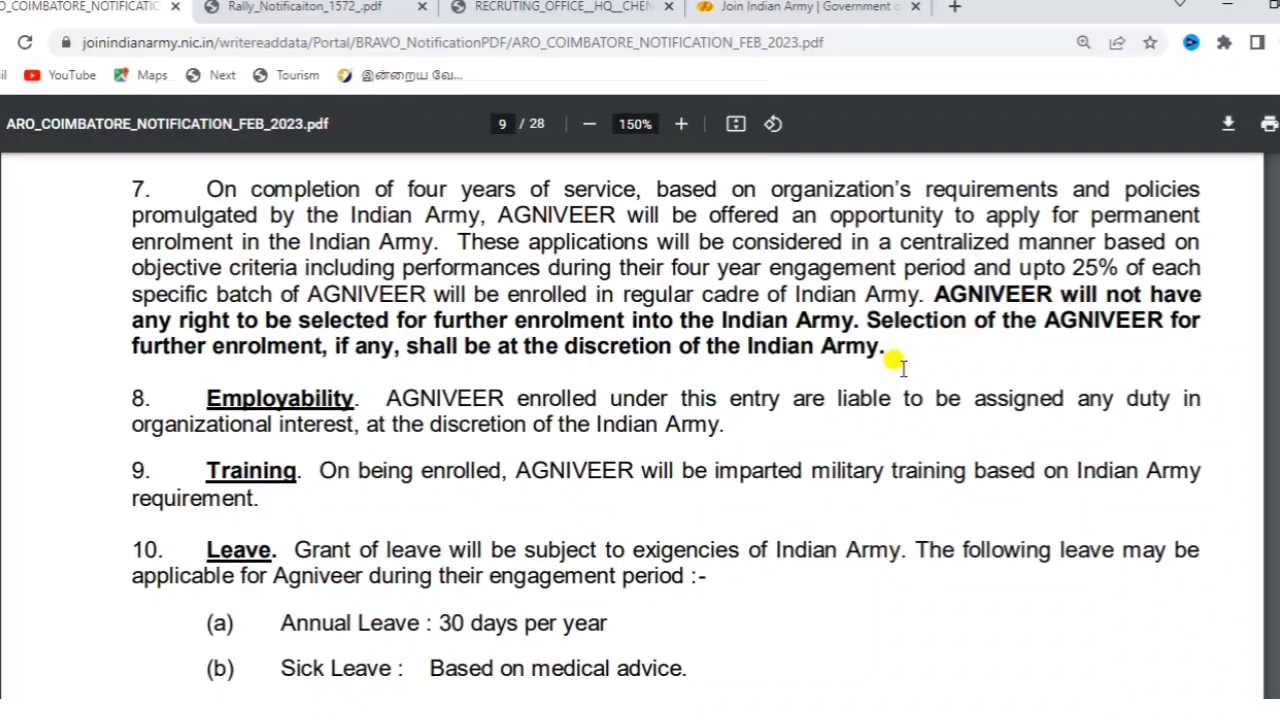 O_COIMBATORE_NOTIFICATIO
Rally_Notificaiton_1572_.pdf
RECRUTING_OFFICE__HQ__CHEN
Join Indian Army | Government o
joinindianarmy.nic.in/writereaddata/Portal/BRAVO_NotificationPDF/ARO_COIMBATORE_NOTIFICATION_FEB_2023.pdf
il YouTube Maps Next Tourism இன்றைய வே...
ARO_COIMBATORE_NOTIFICATION_FEB_2023.pdf 9 / 28 150%
7. On completion of four years of service, based on organization's requirements and policies
promulgated by the Indian Army, AGNIVEER will be offered an opportunity to apply for permanent
enrolment in the Indian Army. These applications will be considered in a centralized manner based on
objective criteria including performances during their four year engagement period and upto 25% of each
specific batch of AGNIVEER will be enrolled in regular cadre of Indian Army. AGNIVEER will not have
any right to be selected for further enrolment into the Indian Army. Selection of the AGNIVEER for
further enrolment, if any, shall be at the discretion of the Indian Army.
8. Employability. AGNIVEER enrolled under this entry are liable to be assigned any duty in
organizational interest, at the discretion of the Indian Army.
9. Training. On being enrolled, AGNIVEER will be imparted military training based on Indian Army
requirement.
10. Leave. Grant of leave will be subject to exigencies of Indian Army. The following leave may be
applicable for Agniveer during their engagement period :-
(a) Annual Leave : 30 days per year
(b) Sick Leave : Based on medical advice.